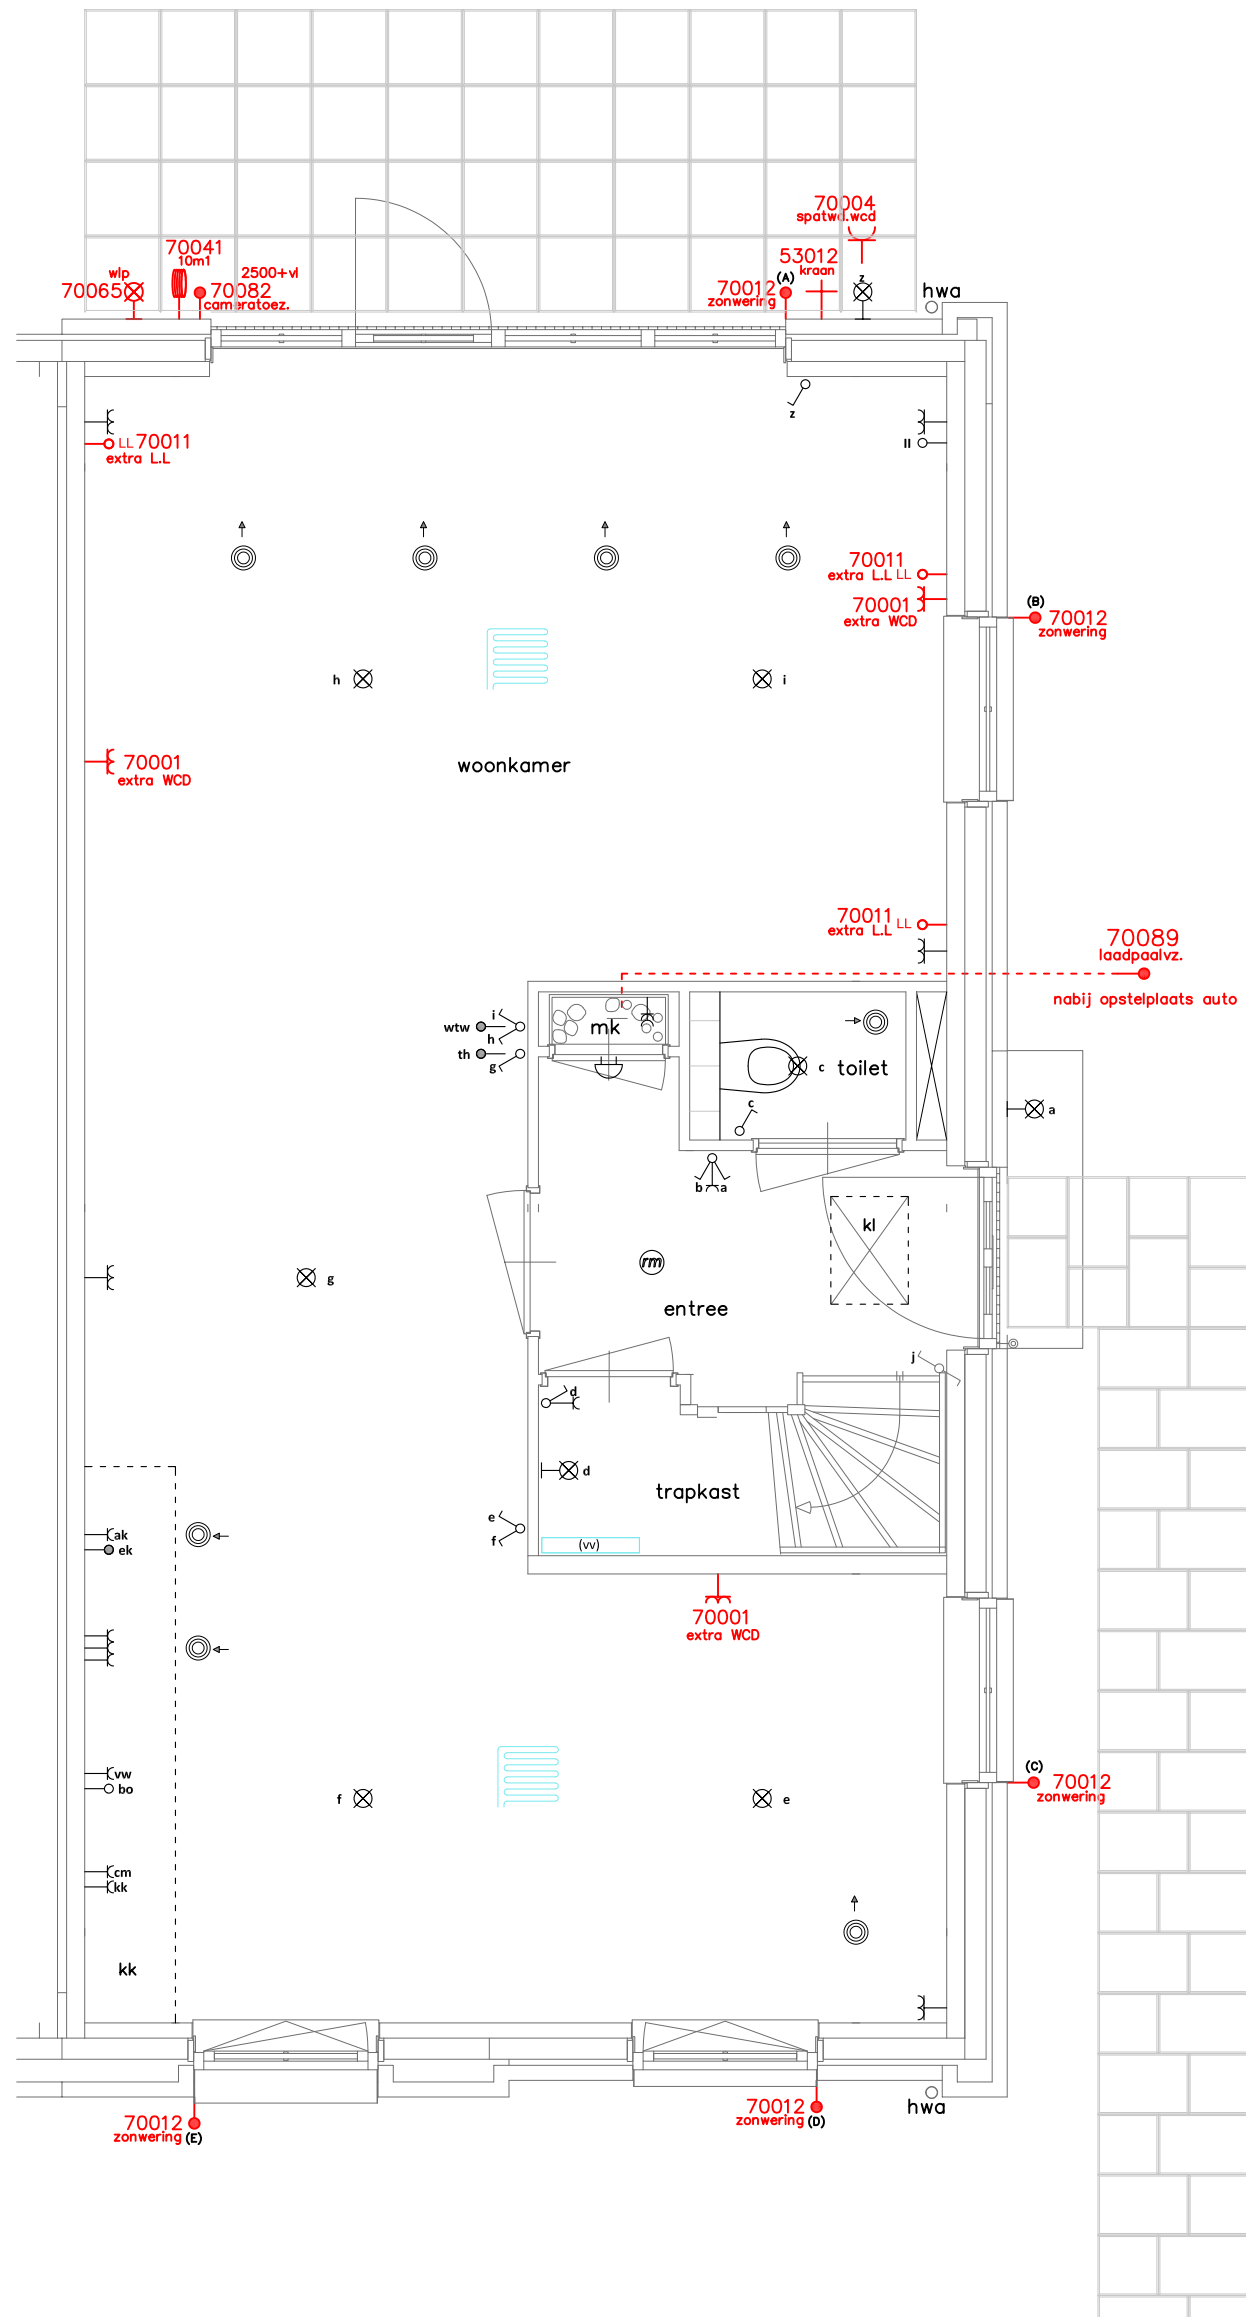 70004
spatwd.wcd
70041
10m1
53012
kraan
wlp
2500+vl
(A)
z
70065
70082
cameratoez.
70012
zonwering
hwa
z
LL 70011
extra L.L
ll
70011
extra L.L LL
70001
extra WCD
(B)
70012
zonwering
h
i
70001
extra WCD
woonkamer
70011 LL
extra L.L
70089
laadpaalvz.
nabij opstelplaats auto
i
wtw
h
mk
th
g
toilet
c
c
a
b
a
kl
rm
g
entree
j
d
d
trapkast
e
f
(vv)
ak
ek
70001
extra WCD
vw
bo
f
e
(C)
70012
zonwering
cm
kk
kk
hwa
70012
zonwering (E)
70012
zonwering (D)